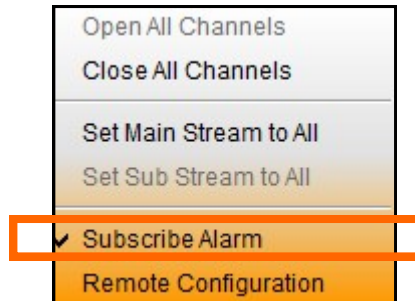 Open All Channels
Close All Channels
Set Main Stream to All
Set Sub Stream to All
Subscribe Alarm
Remote Configuration